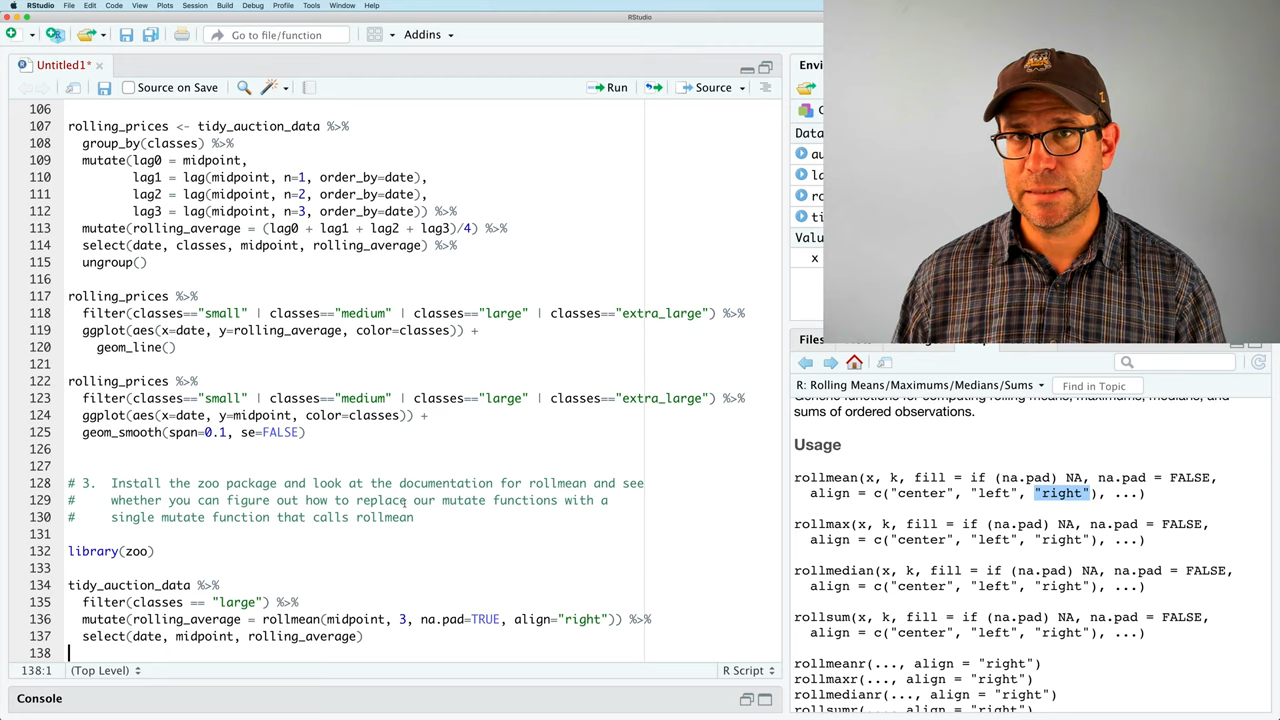 RStudio File Edit Code View Plots Session Build Debug Profile Tools Window Help
RStudio
Go to file/function
Addins
Untitled1*
Source on Save
Run
Source
106
107 rolling_prices <- tidy_auction_data %>%
108 group_by(classes) %>%
109 mutate(lag0 = midpoint,
110 lag1 = lag(midpoint, n=1, order_by=date),
111 lag2 = lag(midpoint, n=2, order_by=date),
112 lag3 = lag(midpoint, n=3, order_by=date)) %>%
113 mutate(rolling_average = (lag0 + lag1 + lag2 + lag3)/4) %>%
114 select(date, classes, midpoint, rolling_average) %>%
115 ungroup()
116
117 rolling_prices %>%
118 filter(classes=="small" | classes=="medium" | classes=="large" | classes=="extra_large") %>%
119 ggplot(aes(x=date, y=rolling_average, color=classes)) +
120 geom_line()
121
122 rolling_prices %>%
123 filter(classes=="small" | classes=="medium" | classes=="large" | classes=="extra_large") %>%
124 ggplot(aes(x=date, y=midpoint, color=classes)) +
125 geom_smooth(span=0.1, se=FALSE)
126
127
128 # 3. Install the zoo package and look at the documentation for rollmean and see
129 # whether you can figure out how to replace our mutate functions with a
130 # single mutate function that calls rollmean
131
132 library(zoo)
133
134 tidy_auction_data %>%
135 filter(classes == "large") %>%
136 mutate(rolling_average = rollmean(midpoint, 3, na.pad=TRUE, align="right")) %>%
137 select(date, midpoint, rolling_average)
138
138:1 (Top Level)
R Script
Console
Envi
Data
au
la
ro
ti
Valu
x
Files
R: Rolling Means/Maximums/Medians/Sums
Find in Topic
sums of ordered observations.
Usage
rollmean(x, k, fill = if (na.pad) NA, na.pad = FALSE,
align = c("center", "left", "right"), ...)
rollmax(x, k, fill = if (na.pad) NA, na.pad = FALSE,
align = c("center", "left", "right"), ...)
rollmedian(x, k, fill = if (na.pad) NA, na.pad = FALSE,
align = c("center", "left", "right"), ...)
rollsum(x, k, fill = if (na.pad) NA, na.pad = FALSE,
align = c("center", "left", "right"), ...)
rollmeanr(..., align = "right")
rollmaxr(..., align = "right")
rollmedianr(..., align = "right")
rollsumr(..., align = "right")